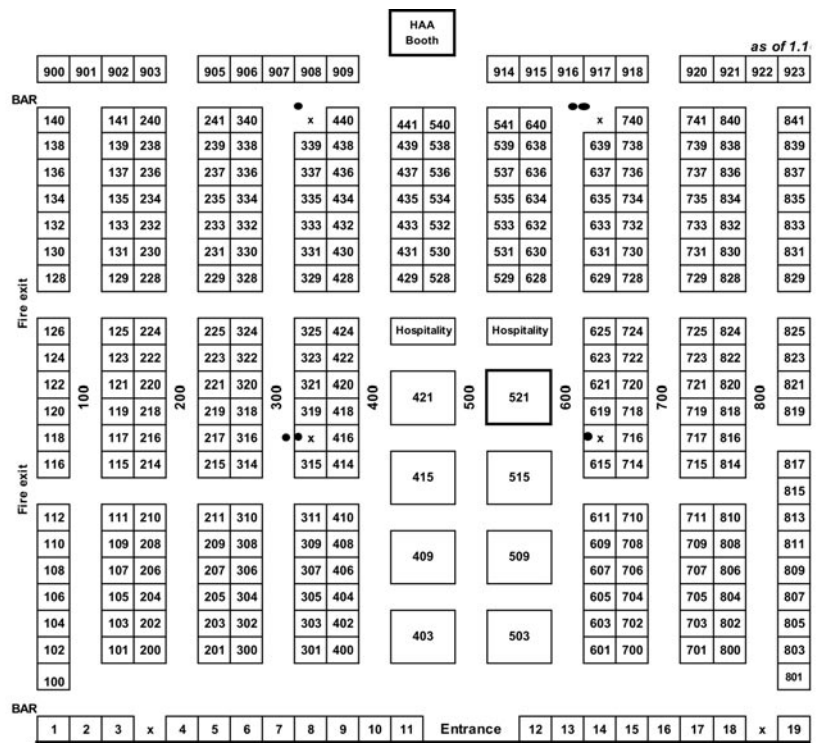 HAA
Booth
as of 1.1
900 901 902 903 905 906 907 908 909 914 915 916 917 918 920 921 922 923
BAR
140 141 240 241 340 x 440 441 540 541 640 x 740 741 840 841
138 139 238 239 338 339 438 439 538 539 638 639 738 739 838 839
136 137 236 237 336 337 436 437 536 537 636 637 736 737 836 837
134 135 234 235 334 335 434 435 534 535 634 635 734 735 834 835
132 133 232 233 332 333 432 433 532 533 632 633 732 733 832 833
130 131 230 231 330 331 430 431 530 531 630 631 730 731 830 831
128 129 228 229 328 329 428 429 528 529 628 629 728 729 828 829
Fire exit
126 125 224 225 324 325 424 Hospitality Hospitality 625 724 725 824 825
124 123 222 223 322 323 422 623 722 723 822 823
122 121 220 221 320 321 420 621 720 721 820 821
100 200 300 400 421 500 521 600 700 800
120 119 218 219 318 319 418 619 718 719 818 819
118 117 216 217 316 x 416 x 716 717 816
116 115 214 215 314 315 414 415 515 615 714 715 814 817
Fire exit
815
112 111 210 211 310 311 410 611 710 711 810 813
110 109 208 209 308 309 408 409 509 609 708 709 808 811
108 107 206 207 306 307 406 607 706 707 806 809
106 105 204 205 304 305 404 605 704 705 804 807
104 103 202 203 302 303 402 403 503 603 702 703 802 805
102 101 200 201 300 301 400 601 700 701 800 803
100 801
BAR
1 2 3 x 4 5 6 7 8 9 10 11 Entrance 12 13 14 15 16 17 18 x 19